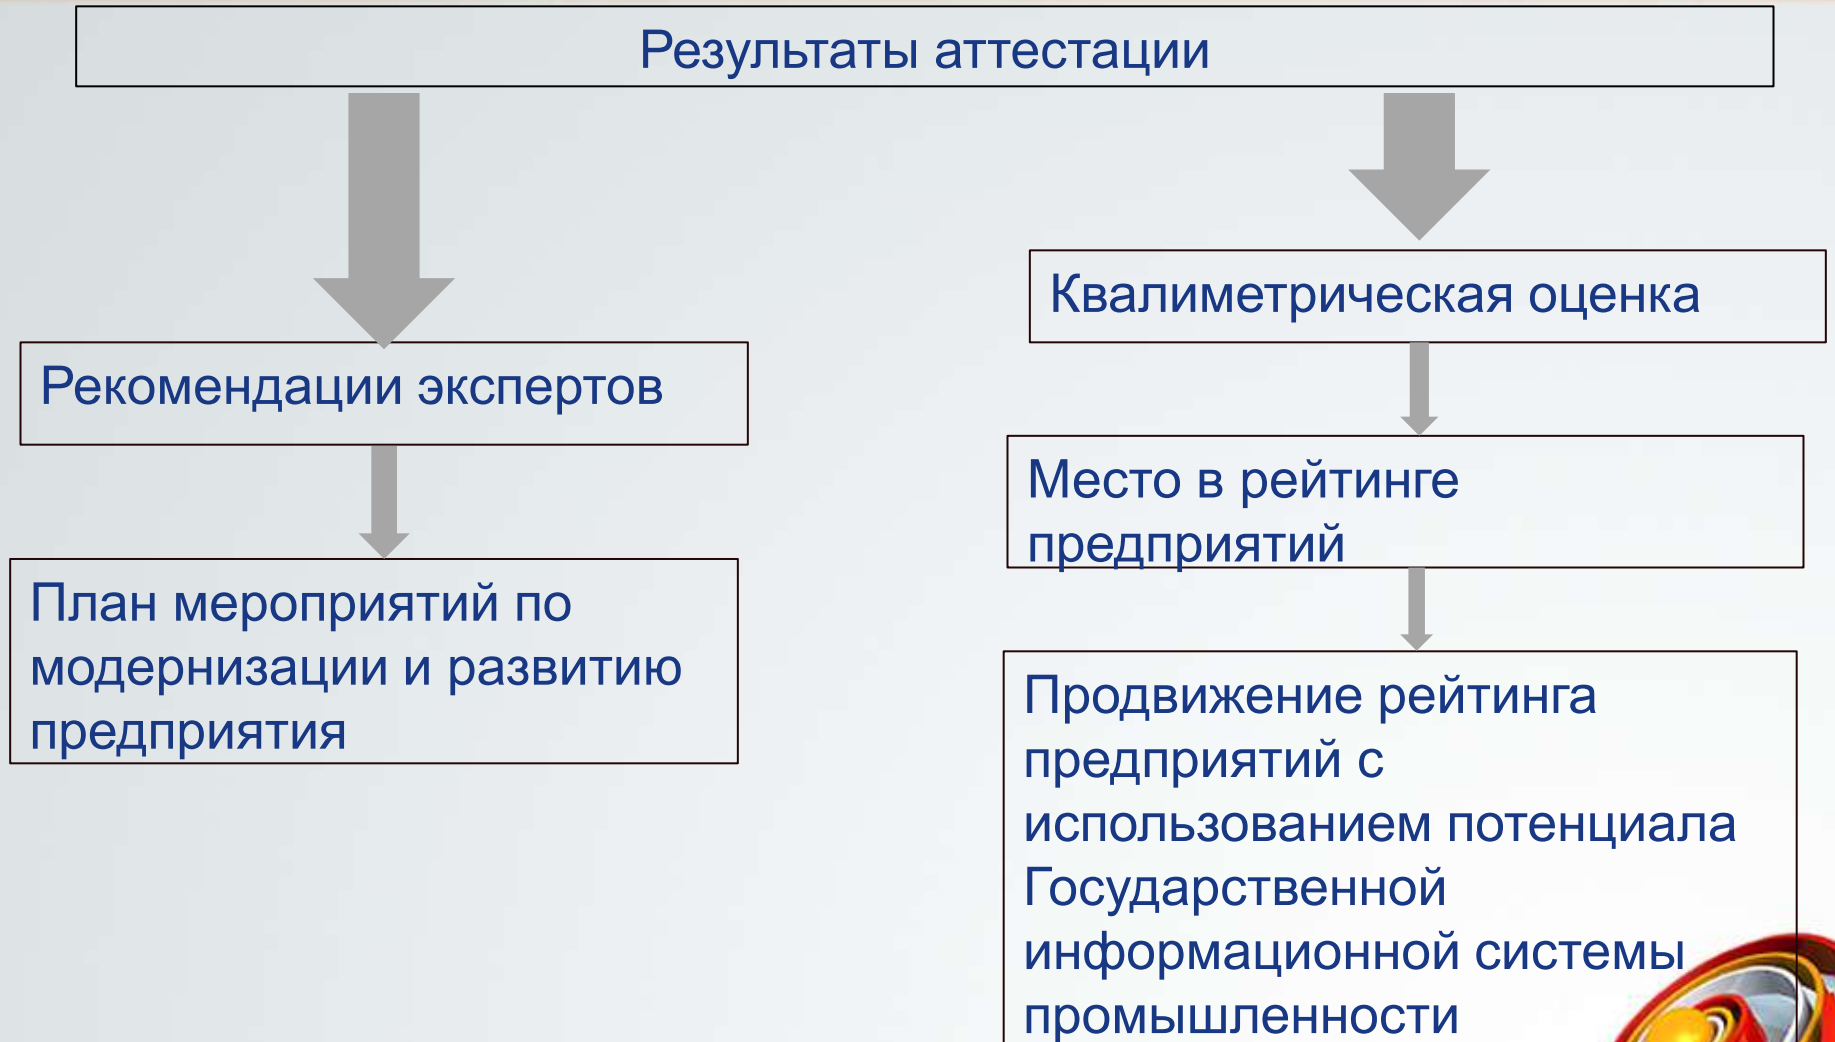 Результаты аттестации
Рекомендации экспертов
План мероприятий по
модернизации и развитию
предприятия
Квалиметрическая оценка
Место в рейтинге
предприятий
Продвижение рейтинга
предприятий с
использованием потенциала
Государственной
информационной системы
промышленности